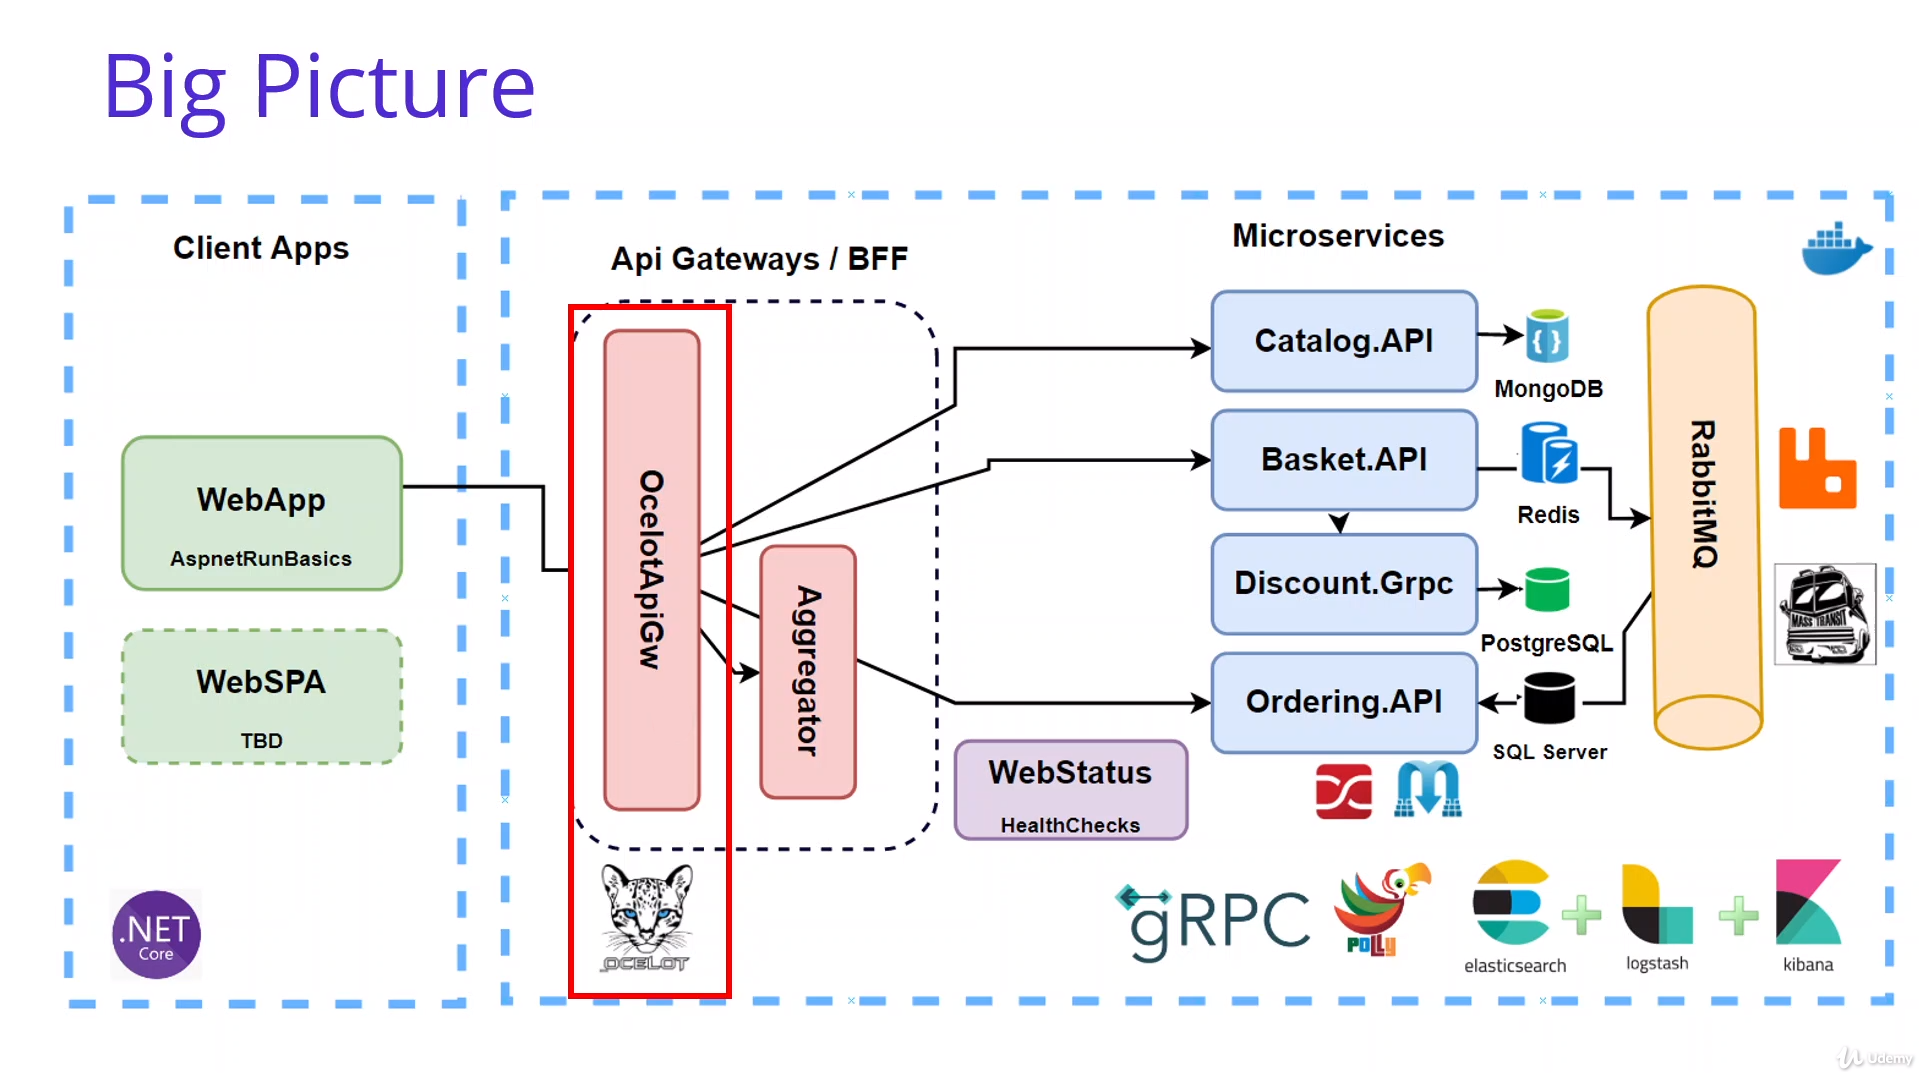 Big Picture
Client Apps
WebApp
AspnetRunBasics
WebSPA
TBD
.NET
Core
Api Gateways / BFF
OcelotApiGw
Aggregator
OCELOT
Microservices
Catalog.API
MongoDB
Basket.API
Redis
Discount.Grpc
PostgreSQL
Ordering.API
SQL Server
WebStatus
HealthChecks
RabbitMQ
MASS TRANSIT
gRPC
POLLY
elasticsearch
logstash
kibana
Udemy